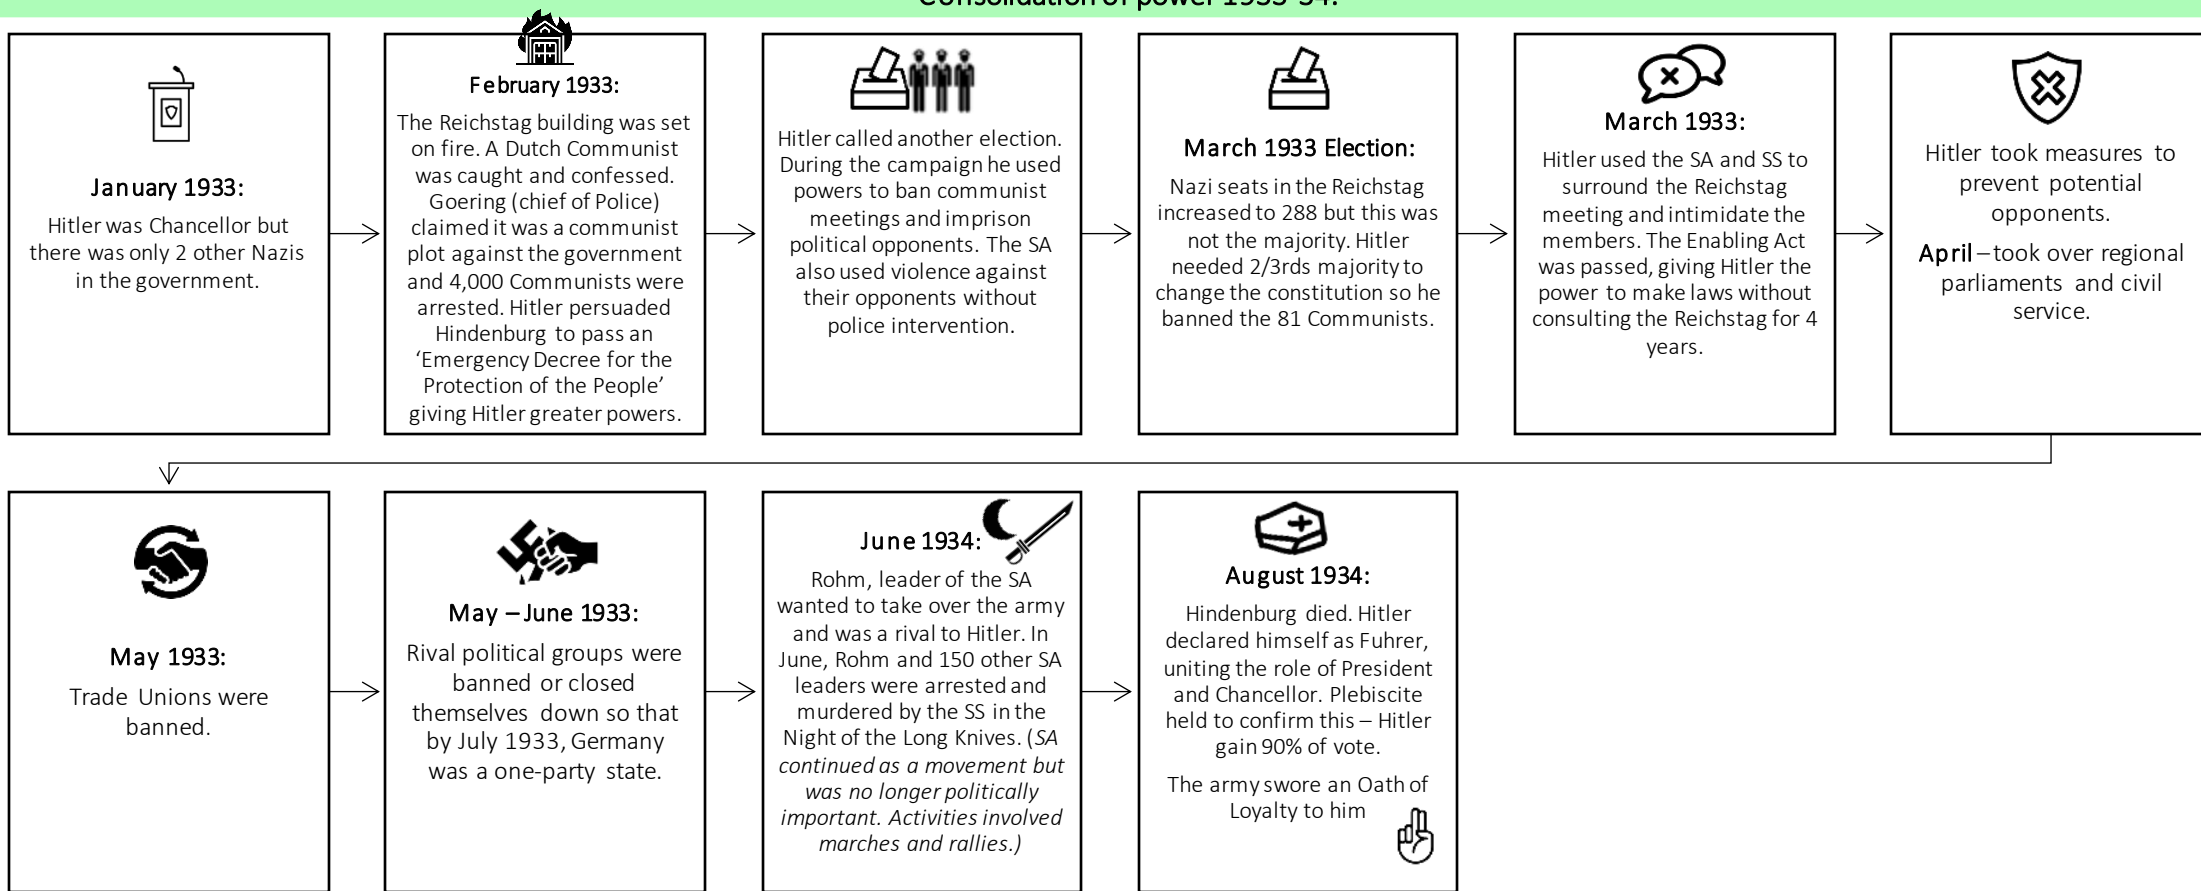 Consolidation of power 1933-34:
January 1933:
Hitler was Chancellor but
there was only 2 other Nazis
in the government.
February 1933:
The Reichstag building was set
on fire. A Dutch Communist
was caught and confessed.
Goering (chief of Police)
claimed it was a communist
plot against the government
and 4,000 Communists were
arrested. Hitler persuaded
Hindenburg to pass an
‘Emergency Decree for the
Protection of the People’
giving Hitler greater powers.
Hitler called another election.
During the campaign he used
powers to ban communist
meetings and imprison
political opponents. The SA
also used violence against
their opponents without
police intervention.
March 1933 Election:
Nazi seats in the Reichstag
increased to 288 but this was
not the majority. Hitler
needed 2/3rds majority to
change the constitution so he
banned the 81 Communists.
March 1933:
Hitler used the SA and SS to
surround the Reichstag
meeting and intimidate the
members. The Enabling Act
was passed, giving Hitler the
power to make laws without
consulting the Reichstag for 4
years.
Hitler took measures to
prevent potential
opponents.
April – took over regional
parliaments and civil
service.
May 1933:
Trade Unions were
banned.
May – June 1933:
Rival political groups were
banned or closed
themselves down so that
by July 1933, Germany
was a one-party state.
June 1934:
Rohm, leader of the SA
wanted to take over the army
and was a rival to Hitler. In
June, Rohm and 150 other SA
leaders were arrested and
murdered by the SS in the
Night of the Long Knives. (SA
continued as a movement but
was no longer politically
important. Activities involved
marches and rallies.)
August 1934:
Hindenburg died. Hitler
declared himself as Fuhrer,
uniting the role of President
and Chancellor. Plebiscite
held to confirm this – Hitler
gain 90% of vote.
The army swore an Oath of
Loyalty to him